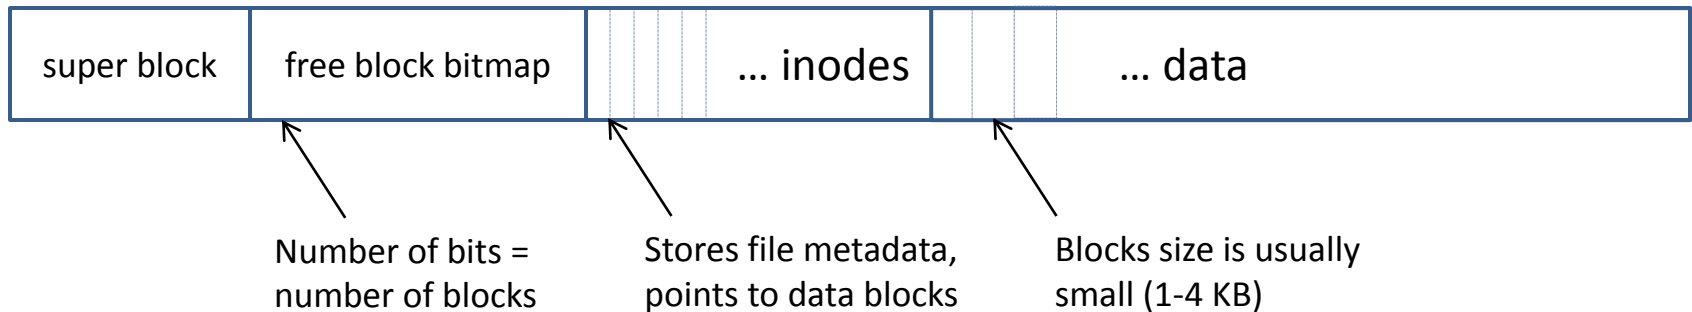 super block
free block bitmap
... inodes
... data
Number of bits =
number of blocks
Stores file metadata,
points to data blocks
Blocks size is usually
small (1-4 KB)